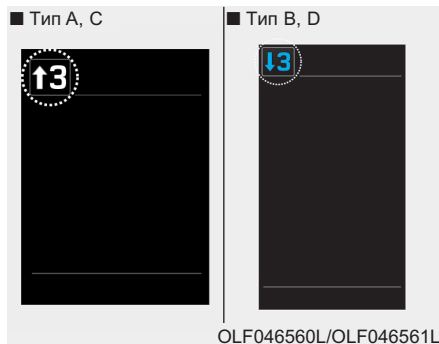 ■ Тип A, C
■ Тип B, D
↑3
↓3
OLF046560L/OLF046561L